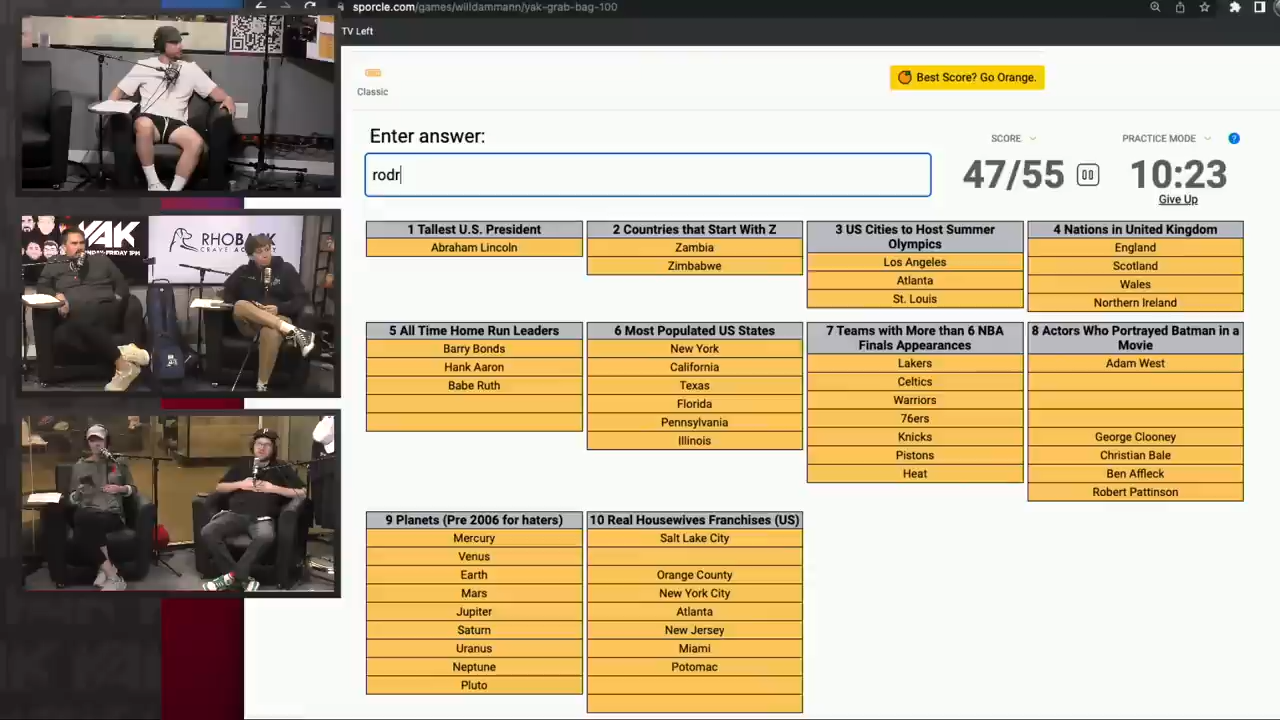 sporcle.com/games/willdammann/yak-grab-bag-100
TV Left
Classic
Best Score? Go Orange.
Enter answer:
rodr
SCORE
47/55
PRACTICE MODE
?
10:23
Give Up
1 Tallest U.S. President
Abraham Lincoln
2 Countries that Start With Z
Zambia
Zimbabwe
3 US Cities to Host Summer
Olympics
Los Angeles
Atlanta
St. Louis
4 Nations in United Kingdom
England
Scotland
Wales
Northern Ireland
5 All Time Home Run Leaders
Barry Bonds
Hank Aaron
Babe Ruth
6 Most Populated US States
New York
California
Texas
Florida
Pennsylvania
Illinois
7 Teams with More than 6 NBA
Finals Appearances
Lakers
Celtics
Warriors
76ers
Knicks
Pistons
Heat
8 Actors Who Portrayed Batman in a
Movie
Adam West
George Clooney
Christian Bale
Ben Affleck
Robert Pattinson
9 Planets (Pre 2006 for haters)
Mercury
Venus
Earth
Mars
Jupiter
Saturn
Uranus
Neptune
Pluto
10 Real Housewives Franchises (US)
Salt Lake City
Orange County
New York City
Atlanta
New Jersey
Miami
Potomac
YAK